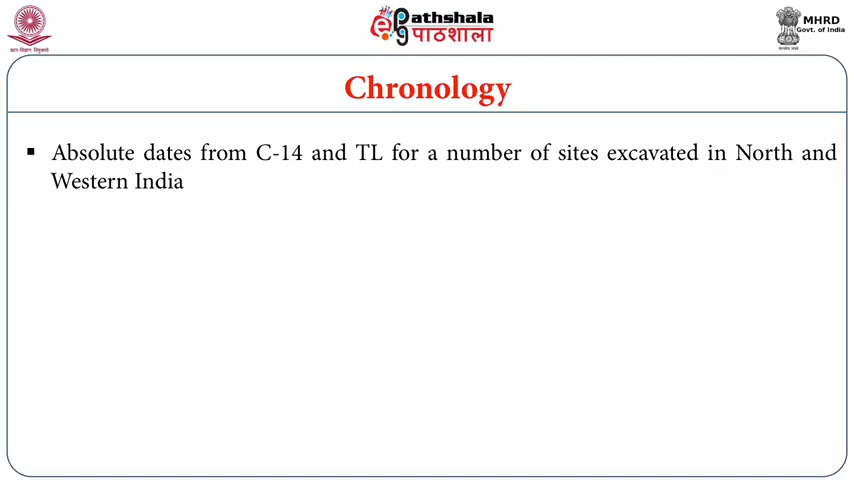 ePathshala
पाठशाला
MHRD
Govt. of India
Chronology
▪ Absolute dates from C-14 and TL for a number of sites excavated in North and
Western India